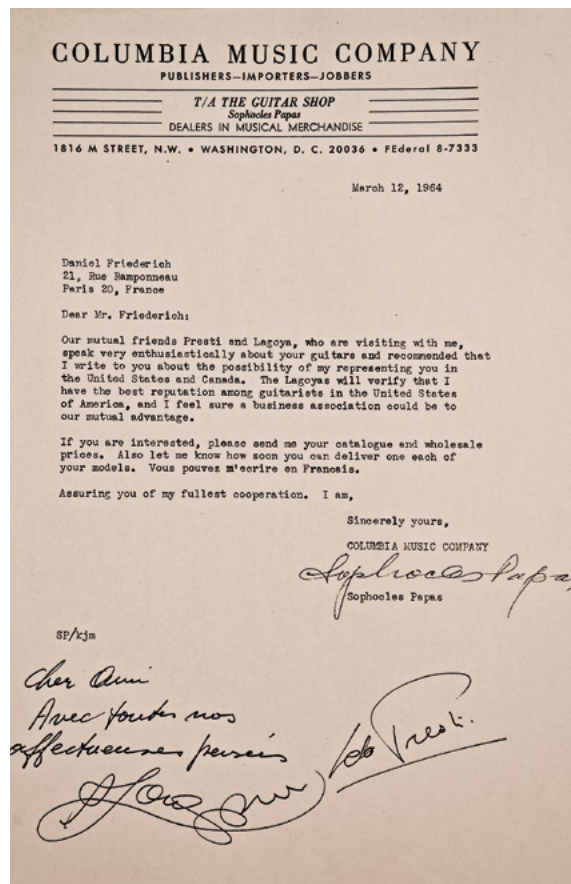 COLUMBIA MUSIC COMPANY
PUBLISHERS—IMPORTERS—JOBBERS
T/A THE GUITAR SHOP
Sophocles Papas
DEALERS IN MUSICAL MERCHANDISE
1816 M STREET, N.W. • WASHINGTON, D. C. 20036 • FEderal 8-7333
March 12, 1964
Daniel Friederich
21, Rue Ramponneau
Paris 20, France
Dear Mr. Friederich:
Our mutual friends Presti and Lagoya, who are visiting with me,
speak very enthusiastically about your guitars and recommended that
I write to you about the possibility of my representing you in
the United States and Canada. The Lagoyas will verify that I
have the best reputation among guitarists in the United States
of America, and I feel sure a business association could be to
our mutual advantage.
If you are interested, please send me your catalogue and wholesale
prices. Also let me know how soon you can deliver one each of
your models. Vous pouvez m'ecrire en Francais.
Assuring you of my fullest cooperation. I am,
Sincerely yours,
COLUMBIA MUSIC COMPANY
Sophocles Papas
Sophocles Papas
SP/kjm
Cher Ami
Avec toutes nos
affectueuses pensées
Ida Presti